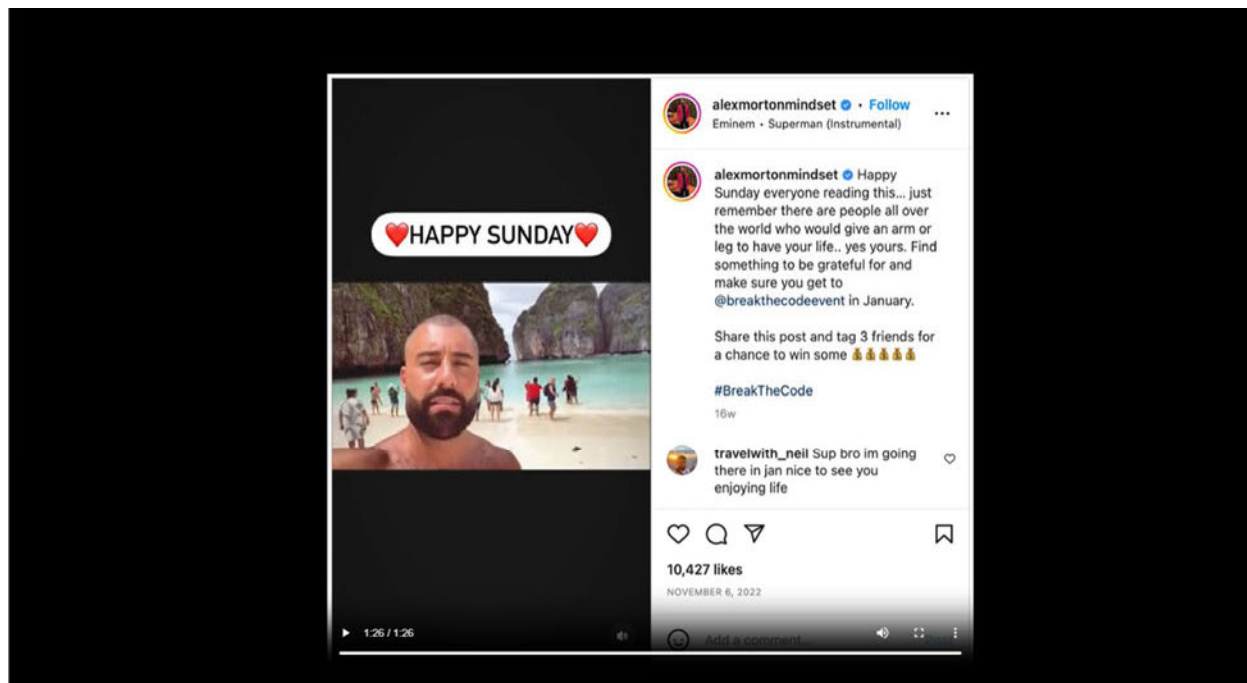 alexmortonmindset • Follow
Eminem • Superman (Instrumental)
❤️HAPPY SUNDAY❤️
alexmortonmindset Happy
Sunday everyone reading this... just
remember there are people all over
the world who would give an arm or
leg to have your life.. yes yours. Find
something to be grateful for and
make sure you get to
@breakthecodeevent in January.
Share this post and tag 3 friends for
a chance to win some 💰💰💰💰💰
#BreakTheCode
16w
travelwith_neil Sup bro im going
there in jan nice to see you
enjoying life
10,427 likes
NOVEMBER 6, 2022
1:26 / 1:26
Add a comment...